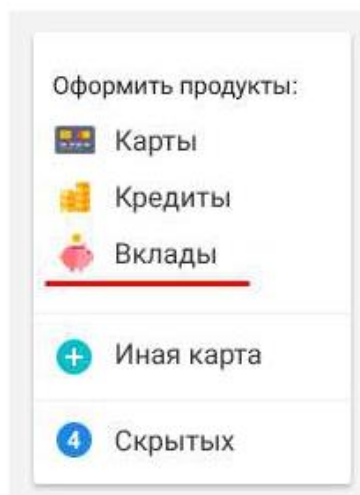 Оформить продукты:
Карты
Кредиты
Вклады
Иная карта
4 Скрытых